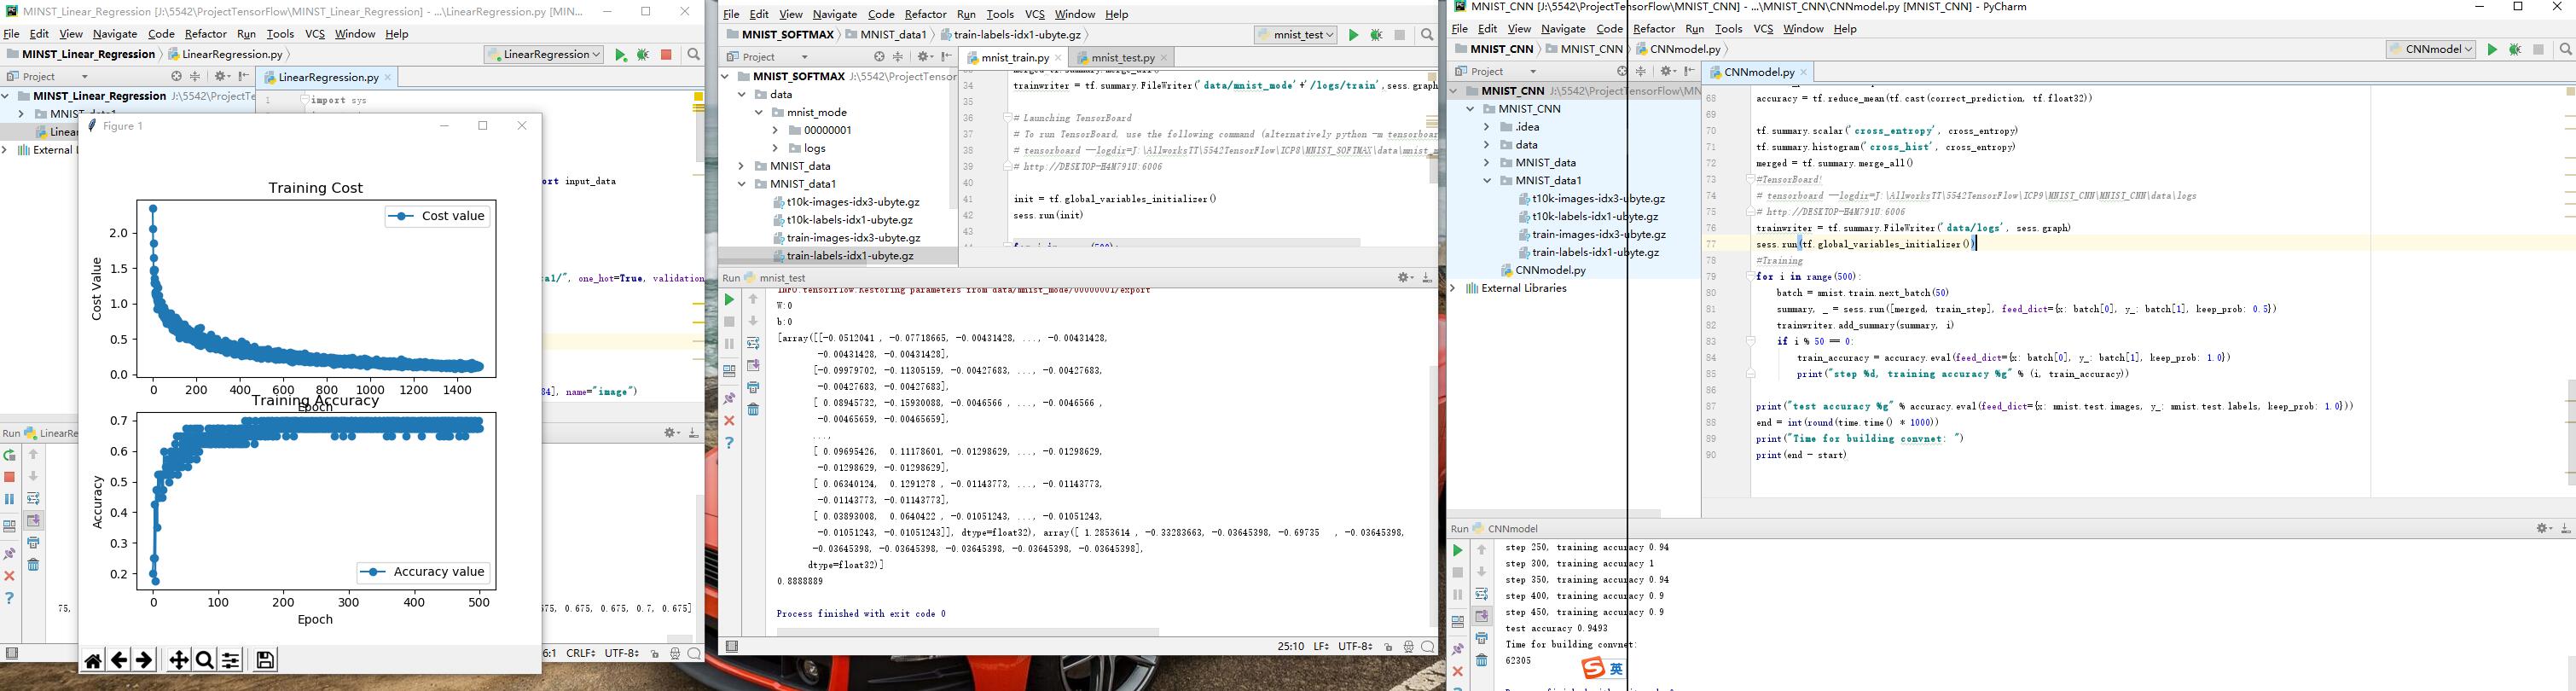 MINST_Linear_Regression [J:\5542\ProjectTensorFlow\MINST_Linear_Regression] - ...\LinearRegression.py [MIN...
File Edit View Navigate Code Refactor Run Tools VCS Window Help
MINST_Linear_Regression LinearRegression.py
LinearRegression
Project
LinearRegression.py
MINST_Linear_Regression J:\5542\ProjectTe
MNIST_data
Linear
External L
1 import sys
ort input_data
ta1/", one_hot=True, validation
84], name="image")
Figure 1
Training Cost
Cost value
Cost Value
2.0
1.5
1.0
0.5
0.0
0 200 400 600 800 1000 1200 1400
Epoch
Training Accuracy
0.7
0.6
0.5
0.4
0.3
0.2
Accuracy
Accuracy value
0 100 200 300 400 500
Epoch
Run LinearRe
75,
675, 0.675, 0.675, 0.7, 0.675]
6:1 CRLF UTF-8
File Edit View Navigate Code Refactor Run Tools VCS Window Help
MNIST_SOFTMAX MNIST_data1 train-labels-idx1-ubyte.gz
mnist_test
Project
mnist_train.py mnist_test.py
MNIST_SOFTMAX J:\5542\ProjectTensor
data
mnist_mode
00000001
logs
MNIST_data
MNIST_data1
t10k-images-idx3-ubyte.gz
t10k-labels-idx1-ubyte.gz
train-images-idx3-ubyte.gz
train-labels-idx1-ubyte.gz
34 trainwriter = tf.summary.FileWriter('data/mnist_mode'+'/logs/train', sess.graph
35
36 # Launching TensorBoard
37 # To run TensorBoard, use the following command (alternatively python -m tensorboar
38 # tensorboard --logdir=J:\AllworksTT\5542TensorFlow\ICP8\MNIST_SOFTMAX\data\mnist_m
39 # http://DESKTOP-H4M791U:6006
40
41 init = tf.global_variables_initializer()
42 sess.run(init)
43
Run mnist_test
INFO:tensorflow:Restoring parameters from data/mnist_mode/00000001/export
W:0
b:0
[array([[-0.0512041 , -0.07718665, -0.00431428, ..., -0.00431428,
-0.00431428, -0.00431428],
[-0.09979702, -0.11305159, -0.00427683, ..., -0.00427683,
-0.00427683, -0.00427683],
[ 0.08945732, -0.15930088, -0.0046566 , ..., -0.0046566 ,
-0.00465659, -0.00465659],
...,
[ 0.09695426, 0.11178601, -0.01298629, ..., -0.01298629,
-0.01298629, -0.01298629],
[ 0.06340124, 0.1291278 , -0.01143773, ..., -0.01143773,
-0.01143773, -0.01143773],
[ 0.03893008, 0.0640422 , -0.01051243, ..., -0.01051243,
-0.01051243, -0.01051243]], dtype=float32), array([ 1.2853614 , -0.33283663, -0.03645398, -0.69735 , -0.03645398,
-0.03645398, -0.03645398, -0.03645398, -0.03645398, -0.03645398],
dtype=float32)]
0.8888889
Process finished with exit code 0
25:10 LF UTF-8
MNIST_CNN [J:\5542\ProjectTensorFlow\MNIST_CNN] - ...\MNIST_CNN\CNNmodel.py [MNIST_CNN] - PyCharm
File Edit View Navigate Code Refactor Run Tools VCS Window Help
MNIST_CNN MNIST_CNN CNNmodel.py
CNNmodel
Project
CNNmodel.py
MNIST_CNN J:\5542\ProjectTensorFlow\MN
MNIST_CNN
.idea
data
MNIST_data
MNIST_data1
t10k-images-idx3-ubyte.gz
t10k-labels-idx1-ubyte.gz
train-images-idx3-ubyte.gz
train-labels-idx1-ubyte.gz
CNNmodel.py
External Libraries
68 accuracy = tf.reduce_mean(tf.cast(correct_prediction, tf.float32))
69
70 tf.summary.scalar('cross_entropy', cross_entropy)
71 tf.summary.histogram('cross_hist', cross_entropy)
72 merged = tf.summary.merge_all()
73 #TensorBoard!
74 # tensorboard --logdir=J:\AllworksTT\5542TensorFlow\ICP9\MNIST_CNN\MNIST_CNN\data\logs
75 # http://DESKTOP-H4M791U:6006
76 trainwriter = tf.summary.FileWriter('data/logs', sess.graph)
77 sess.run(tf.global_variables_initializer())
78 #Training
79 for i in range(500):
80 batch = mnist.train.next_batch(50)
81 summary, _ = sess.run([merged, train_step], feed_dict={x: batch[0], y_: batch[1], keep_prob: 0.5})
82 trainwriter.add_summary(summary, i)
83 if i % 50 == 0:
84 train_accuracy = accuracy.eval(feed_dict={x: batch[0], y_: batch[1], keep_prob: 1.0})
85 print("step %d, training accuracy %g" % (i, train_accuracy))
86
87 print("test accuracy %g" % accuracy.eval(feed_dict={x: mnist.test.images, y_: mnist.test.labels, keep_prob: 1.0}))
88 end = int(round(time.time() * 1000))
89 print("Time for building convnet: ")
90 print(end - start)
Run CNNmodel
step 250, training accuracy 0.94
step 300, training accuracy 1
step 350, training accuracy 0.94
step 400, training accuracy 0.9
step 450, training accuracy 0.9
test accuracy 0.9493
Time for building convnet:
62305
S 英